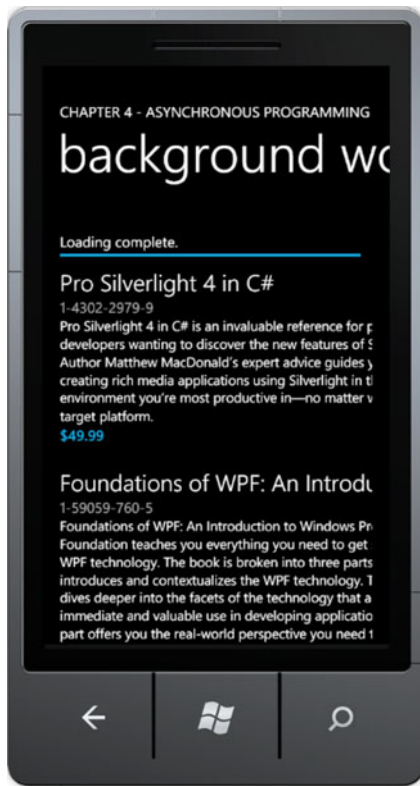 CHAPTER 4 - ASYNCHRONOUS PROGRAMMING
background wo
Loading complete.
Pro Silverlight 4 in C#
1-4302-2979-9
Pro Silverlight 4 in C# is an invaluable reference for p
developers wanting to discover the new features of S
Author Matthew MacDonald's expert advice guides y
creating rich media applications using Silverlight in th
environment you're most productive in—no matter w
target platform.
$49.99
Foundations of WPF: An Introdu
1-59059-760-5
Foundations of WPF: An Introduction to Windows Pr
Foundation teaches you everything you need to get
WPF technology. The book is broken into three parts
introduces and contextualizes the WPF technology. T
dives deeper into the facets of the technology that a
immediate and valuable use in developing applicatio
part offers you the real-world perspective you need t